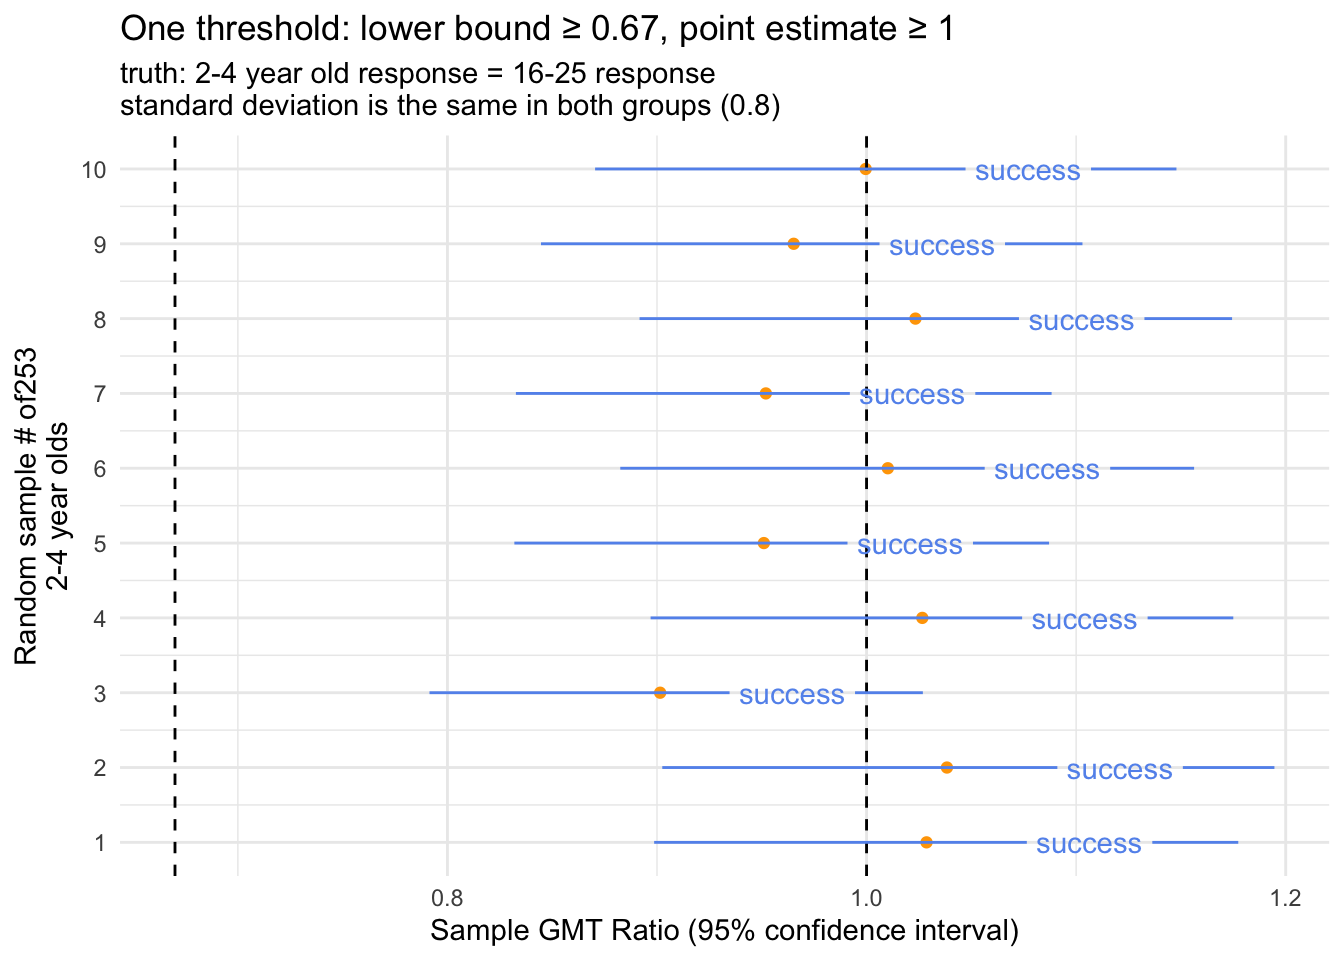 One threshold: lower bound ≥ 0.67, point estimate ≥ 1
truth: 2-4 year old response = 16-25 response
standard deviation is the same in both groups (0.8)
Random sample # of253
2-4 year olds
10
success
9
success
8
success
7
success
6
success
5
success
4
success
3
success
2
success
1
success
0.8
1.0
1.2
Sample GMT Ratio (95% confidence interval)